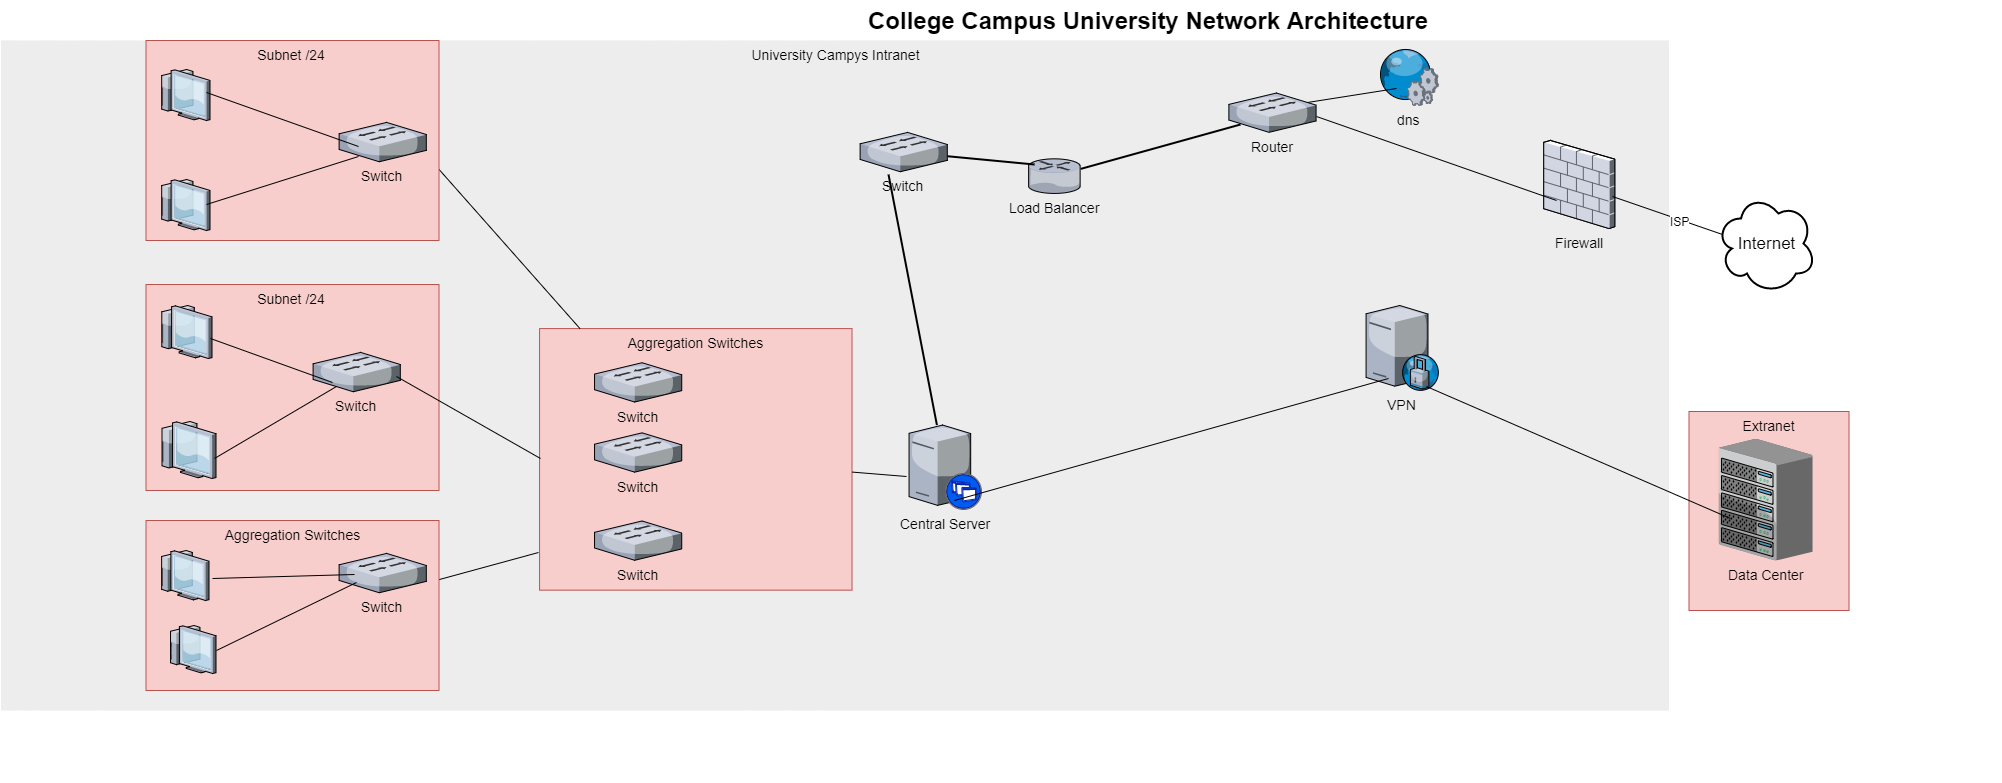 College Campus University Network Architecture
Subnet /24
University Campys Intranet
dns
Router
Switch
Switch
Load Balancer
ISP
Firewall
Internet
Subnet /24
Switch
Aggregation Switches
Switch
Switch
Switch
VPN
Central Server
Extranet
Data Center
Aggregation Switches
Switch